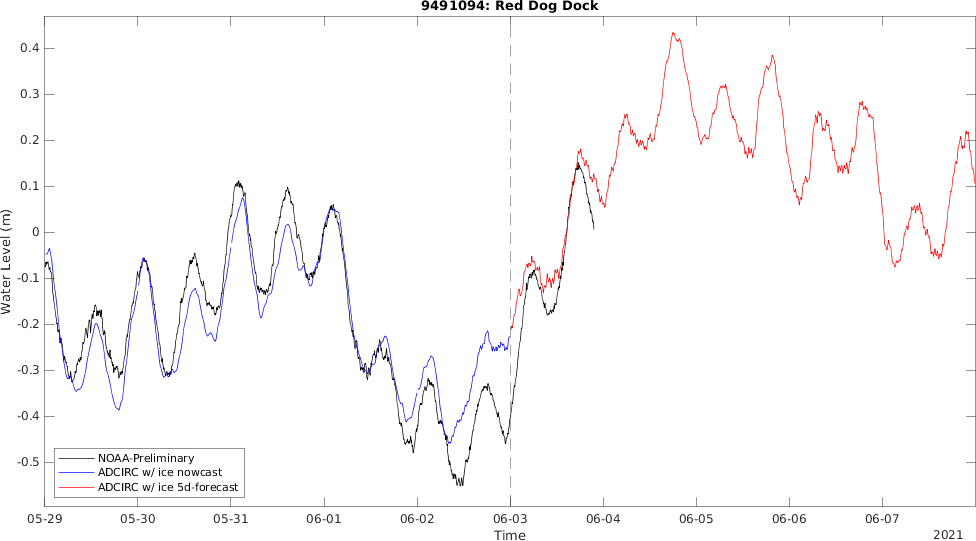 9491094: Red Dog Dock
Water Level (m)
0.4
0.3
0.2
0.1
0
-0.1
-0.2
-0.3
-0.4
-0.5
NOAA-Preliminary
ADCIRC w/ ice nowcast
ADCIRC w/ ice 5d-forecast
05-29 05-30 05-31 06-01 06-02 06-03 06-04 06-05 06-06 06-07
Time
2021